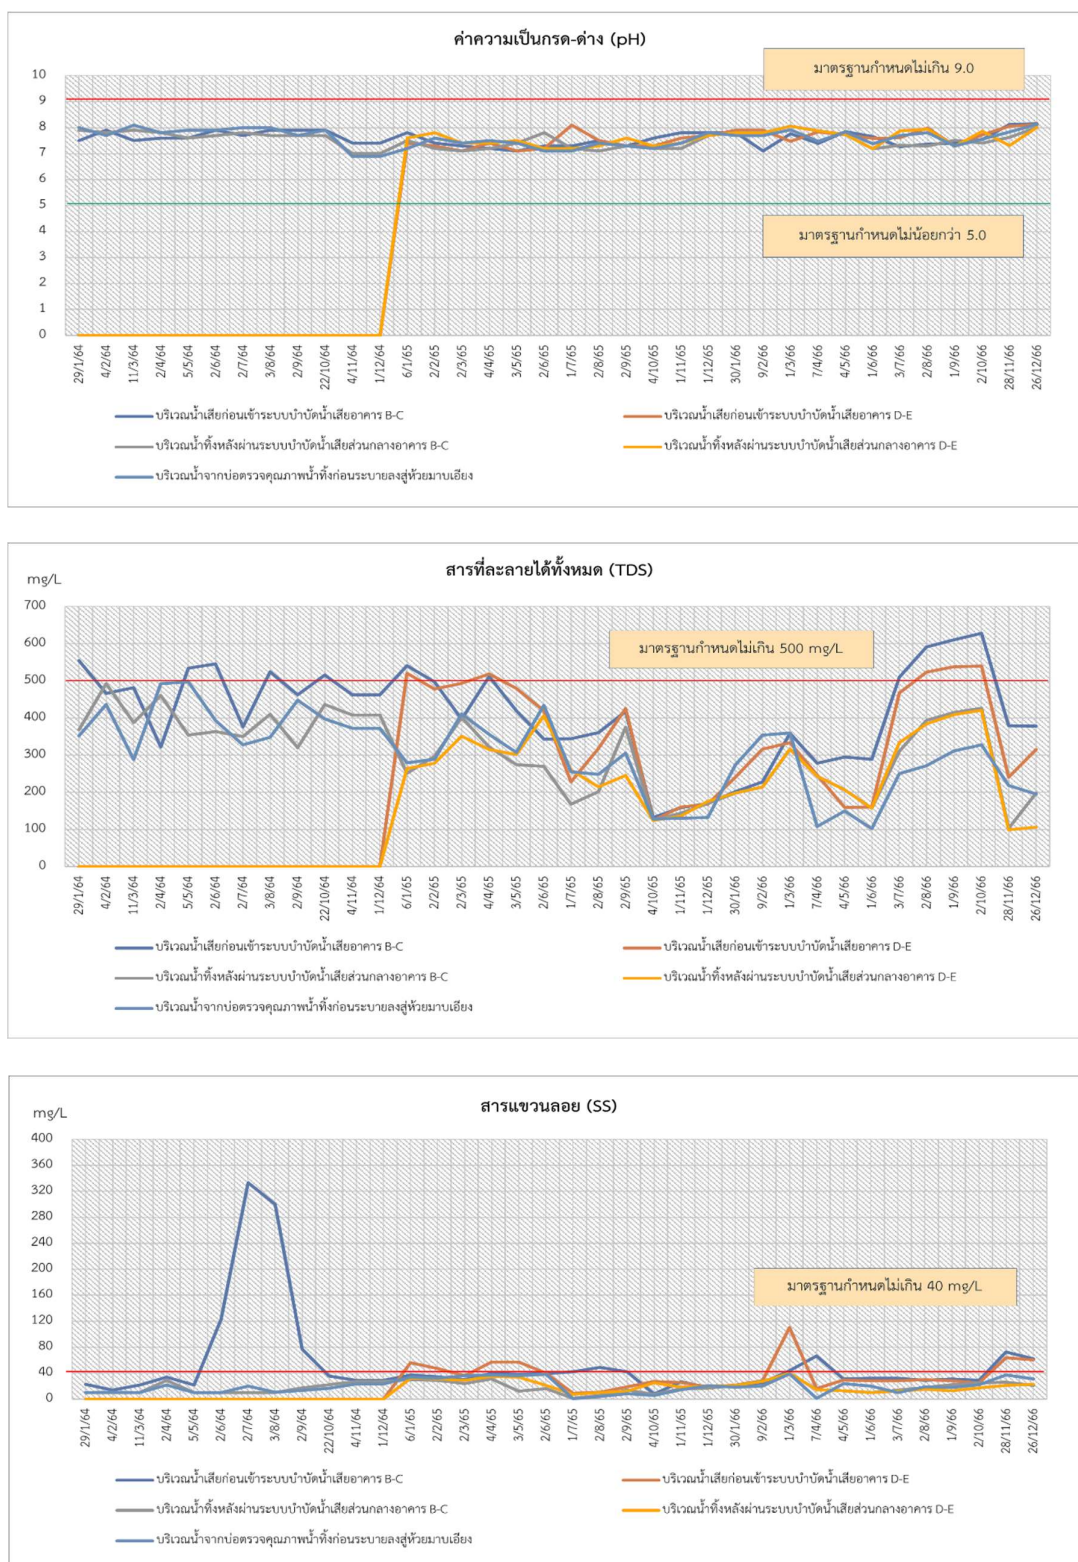 ค่าความเป็นกรด-ด่าง (pH)
มาตรฐานกำหนดไม่เกิน 9.0
10
9
8
7
6
5
มาตรฐานกำหนดไม่น้อยกว่า 5.0
4
3
2
1
0
29/1/64 4/2/64 11/3/64 2/4/64 5/5/64 2/6/64 2/7/64 3/8/64 2/9/64 22/10/64 4/11/64 1/12/64 6/1/65 2/2/65 2/3/65 4/4/65 3/5/65 2/6/65 1/7/65 2/8/65 2/9/65 4/10/65 1/11/65 1/12/65 30/1/66 9/2/66 1/3/66 7/4/66 4/5/66 1/6/66 3/7/66 2/8/66 1/9/66 2/10/66 28/11/66 26/12/66
บริเวณน้ำเสียก่อนเข้าระบบบำบัดน้ำเสียอาคาร B-C
บริเวณน้ำเสียก่อนเข้าระบบบำบัดน้ำเสียอาคาร D-E
บริเวณน้ำทิ้งหลังผ่านระบบบำบัดน้ำเสียส่วนกลางอาคาร B-C
บริเวณน้ำทิ้งหลังผ่านระบบบำบัดน้ำเสียส่วนกลางอาคาร D-E
บริเวณน้ำจากบ่อตรวจคุณภาพน้ำทิ้งก่อนระบายลงสู่ห้วยมาบเอียง
สารที่ละลายได้ทั้งหมด (TDS)
mg/L
700
มาตรฐานกำหนดไม่เกิน 500 mg/L
600
500
400
300
200
100
0
29/1/64 4/2/64 11/3/64 2/4/64 5/5/64 2/6/64 2/7/64 3/8/64 2/9/64 22/10/64 4/11/64 1/12/64 6/1/65 2/2/65 2/3/65 4/4/65 3/5/65 2/6/65 1/7/65 2/8/65 2/9/65 4/10/65 1/11/65 1/12/65 30/1/66 9/2/66 1/3/66 7/4/66 4/5/66 1/6/66 3/7/66 2/8/66 1/9/66 2/10/66 28/11/66 26/12/66
บริเวณน้ำเสียก่อนเข้าระบบบำบัดน้ำเสียอาคาร B-C
บริเวณน้ำเสียก่อนเข้าระบบบำบัดน้ำเสียอาคาร D-E
บริเวณน้ำทิ้งหลังผ่านระบบบำบัดน้ำเสียส่วนกลางอาคาร B-C
บริเวณน้ำทิ้งหลังผ่านระบบบำบัดน้ำเสียส่วนกลางอาคาร D-E
บริเวณน้ำจากบ่อตรวจคุณภาพน้ำทิ้งก่อนระบายลงสู่ห้วยมาบเอียง
สารแขวนลอย (SS)
mg/L
400
360
320
280
240
200
มาตรฐานกำหนดไม่เกิน 40 mg/L
160
120
80
40
0
29/1/64 4/2/64 11/3/64 2/4/64 5/5/64 2/6/64 2/7/64 3/8/64 2/9/64 22/10/64 4/11/64 1/12/64 6/1/65 2/2/65 2/3/65 4/4/65 3/5/65 2/6/65 1/7/65 2/8/65 2/9/65 4/10/65 1/11/65 1/12/65 30/1/66 9/2/66 1/3/66 7/4/66 4/5/66 1/6/66 3/7/66 2/8/66 1/9/66 2/10/66 28/11/66 26/12/66
บริเวณน้ำเสียก่อนเข้าระบบบำบัดน้ำเสียอาคาร B-C
บริเวณน้ำเสียก่อนเข้าระบบบำบัดน้ำเสียอาคาร D-E
บริเวณน้ำทิ้งหลังผ่านระบบบำบัดน้ำเสียส่วนกลางอาคาร B-C
บริเวณน้ำทิ้งหลังผ่านระบบบำบัดน้ำเสียส่วนกลางอาคาร D-E
บริเวณน้ำจากบ่อตรวจคุณภาพน้ำทิ้งก่อนระบายลงสู่ห้วยมาบเอียง